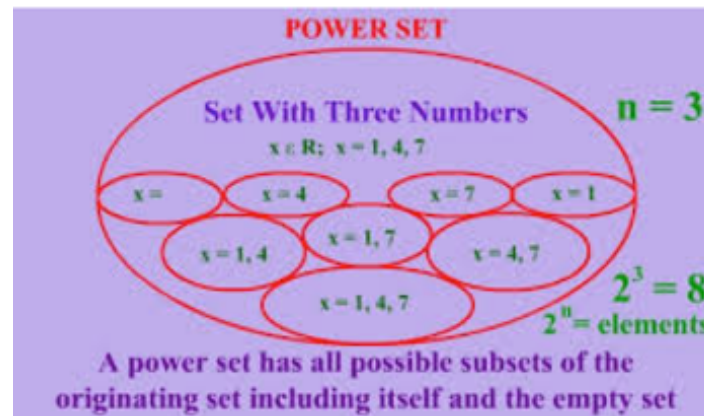 POWER SET
Set With Three Numbers
n = 3
x ε R; x = 1, 4, 7
x =
x = 4
x = 7
x = 1
x = 1, 4
x = 1, 7
x = 4, 7
x = 1, 4, 7
2³ = 8
2ⁿ= elements
A power set has all possible subsets of the
originating set including itself and the empty set